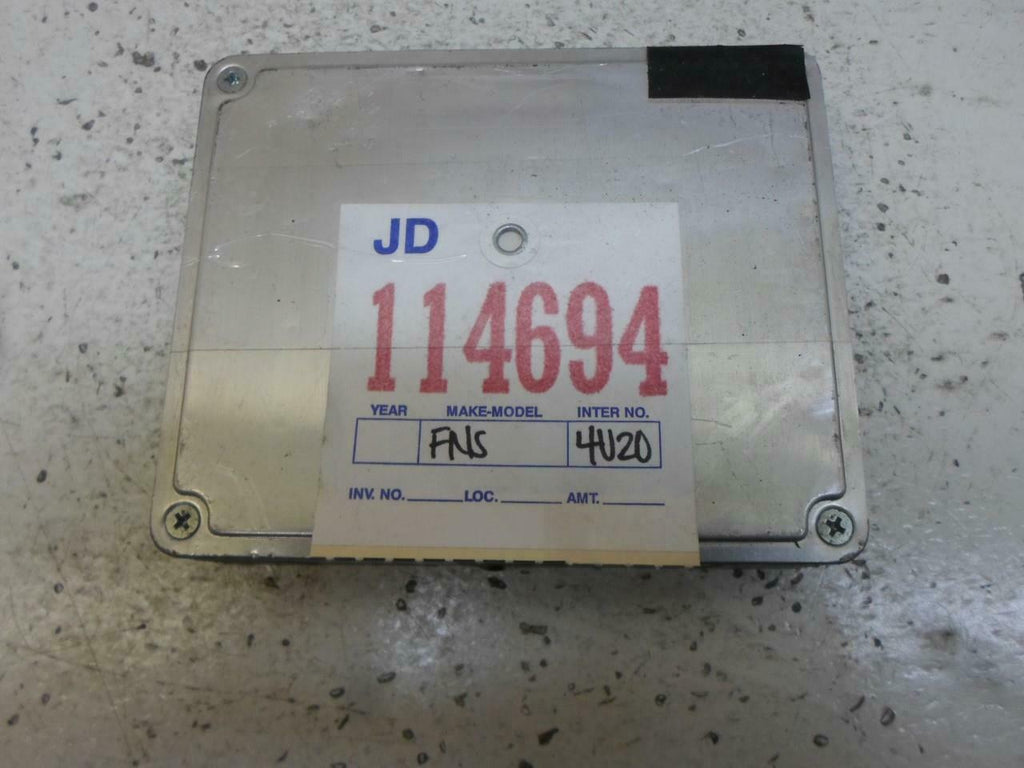 JD
114694
YEAR MAKE-MODEL INTER NO.
FNS 4U20
INV. NO. LOC. AMT.